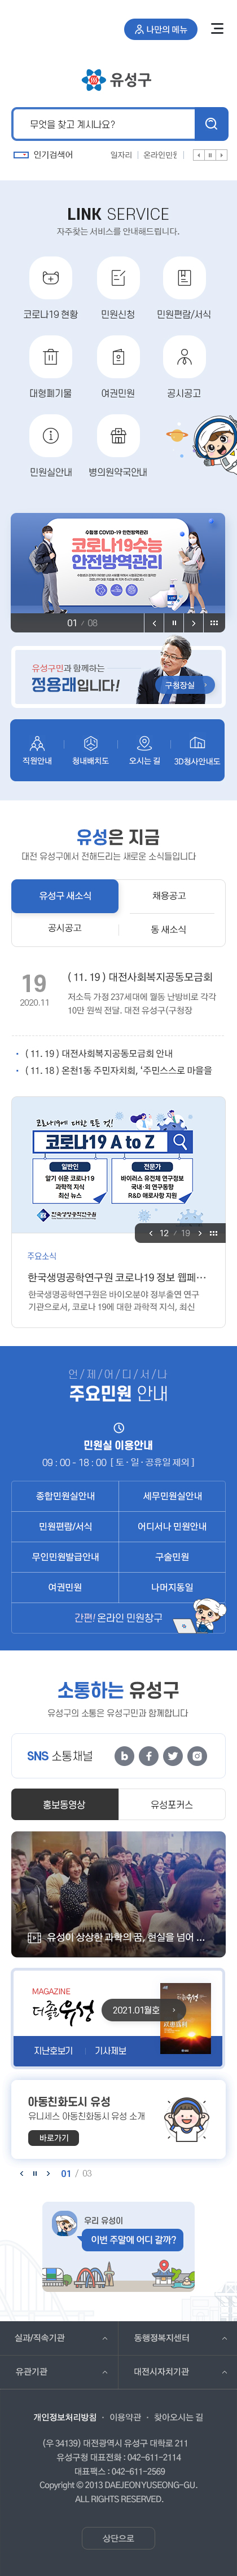 나만의 메뉴
유성구
무엇을 찾고 계시나요?
인기검색어
일자리
온라인민원
LINK SERVICE
자주찾는 서비스를 안내해드립니다.
코로나19 현황
민원신청
민원편람/서식
대형폐기물
여권민원
공시공고
민원실안내
병의원약국안내
수험생 COVID-19 안전방역관리
코로나19수능
안전방역관리
01 / 08
유성구민과 함께하는
정용래입니다!
구청장실
직원안내
청내배치도
오시는 길
3D청사안내도
유성은 지금
대전 유성구에서 전해드리는 새로운 소식들입니다
유성구 새소식
채용공고
공시공고
동 새소식
19
2020.11
( 11. 19 ) 대전사회복지공동모금회
저소득 가정 237세대에 월동 난방비로 각각
10만 원씩 전달. 대전 유성구(구청장
( 11. 19 ) 대전사회복지공동모금회 안내
( 11. 18 ) 온천1동 주민자치회, '주민스스로 마을을
코로나19에 대한 모든 것!
코로나19 A to Z
일반인
알기 쉬운 코로나19
과학적 지식
최신 뉴스
전문가
바이러스 유전체 연구정보
국내·외 연구동향
R&D 애로사항 지원
한국생명공학연구원
12 / 19
주요소식
한국생명공학연구원 코로나19 정보 웹페…
한국생명공학연구원은 바이오분야 정부출연 연구
기관으로서, 코로나 19에 대한 과학적 지식, 최신
언/제/어/디/서/나
주요민원 안내
민원실 이용안내
09 : 00 - 18 : 00 [ 토 · 일 · 공휴일 제외 ]
종합민원실안내
세무민원실안내
민원편람/서식
어디서나 민원안내
무인민원발급안내
구술민원
여권민원
나머지동일
간편! 온라인 민원창구
소통하는 유성구
유성구의 소통은 유성구민과 함께합니다
SNS 소통채널
홍보동영상
유성포커스
유성이 상상한 과학의 꿈, 현실을 넘어 ...
MAGAZINE
더 좋을 유성
2021.01월호
지난호보기
기사제보
아동친화도시 유성
유니세스 아동친화동시 유성 소개
바로가기
01 / 03
우리 유성이
이번 주말에 어디 갈까?
실과/직속기관
동행정복지센터
유관기관
대전시자치기관
개인정보처리방침 · 이용약관 · 찾아오시는 길
(우 34139) 대전광역시 유성구 대학로 211
유성구청 대표전화 : 042-611-2114
대표팩스 : 042-611-2569
Copyright © 2013 DAEJEON YUSEONG-GU.
ALL RIGHTS RESERVED.
상단으로